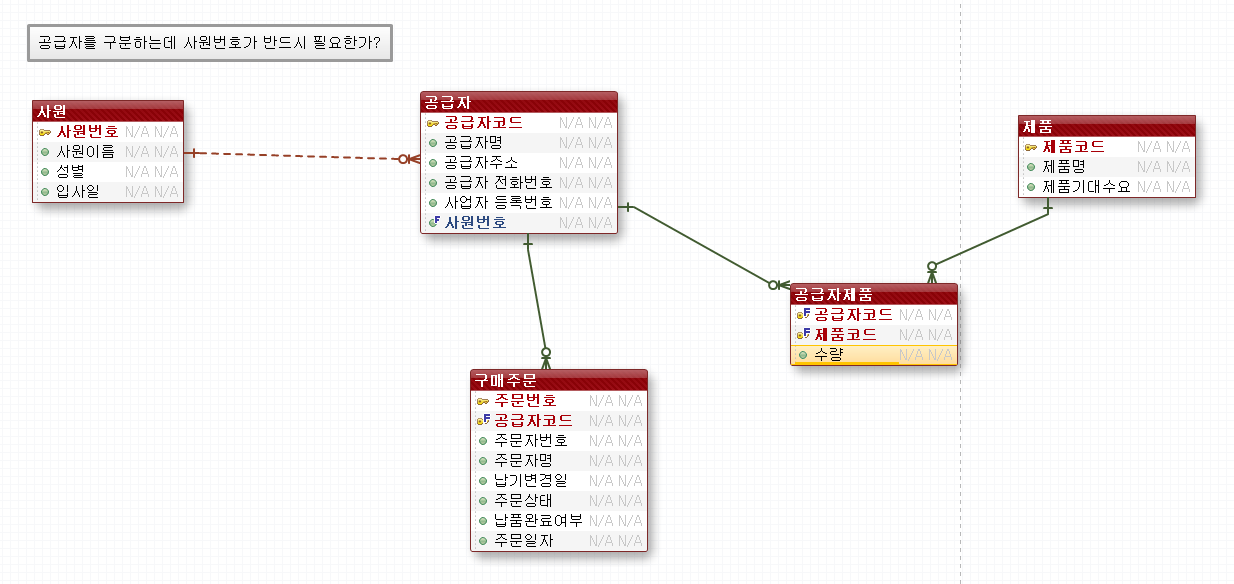 공급자를 구분하는데 사원번호가 반드시 필요한가?
사원
사원번호 N/A N/A
사원이름 N/A N/A
성별 N/A N/A
입사일 N/A N/A
공급자
공급자코드 N/A N/A
공급자명 N/A N/A
공급자주소 N/A N/A
공급자 전화번호 N/A N/A
사업자 등록번호 N/A N/A
F 사원번호 N/A N/A
제품
제품코드 N/A N/A
제품명 N/A N/A
제품기대수요 N/A N/A
공급자제품
F 공급자코드 N/A N/A
F 제품코드 N/A N/A
수량 N/A N/A
구매주문
주문번호 N/A N/A
F 공급자코드 N/A N/A
주문자번호 N/A N/A
주문자명 N/A N/A
납기변경일 N/A N/A
주문상태 N/A N/A
납품완료여부 N/A N/A
주문일자 N/A N/A